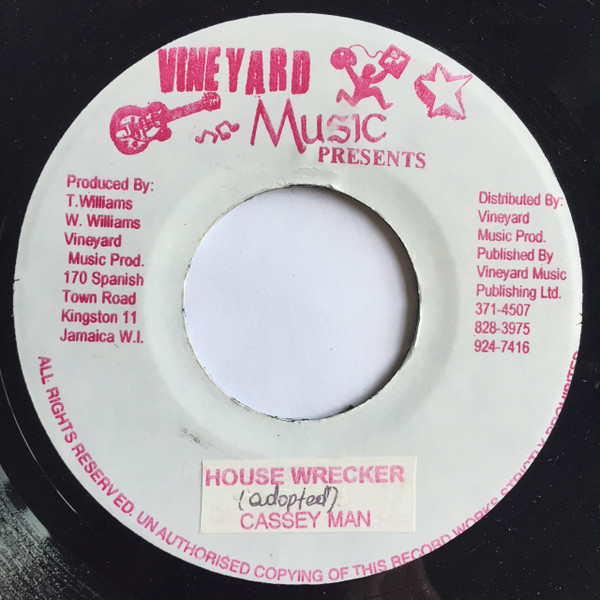 VINEYARD
Music
PRESENTS
Produced By:
T.Williams
W. Williams
Vineyard
Music Prod.
170 Spanish
Town Road
Kingston 11
Jamaica W.I.
Distributed By:
Vineyard
Music Prod.
Published By
Vineyard Music
Publishing Ltd.
371-4507
828-3975
924-7416
HOUSE WRECKER
(adopted)
CASSEY MAN
ALL RIGHTS RESERVED. UN AUTHORISED COPYING OF THIS RECORD WORKS STRICTLY PROHIBITED